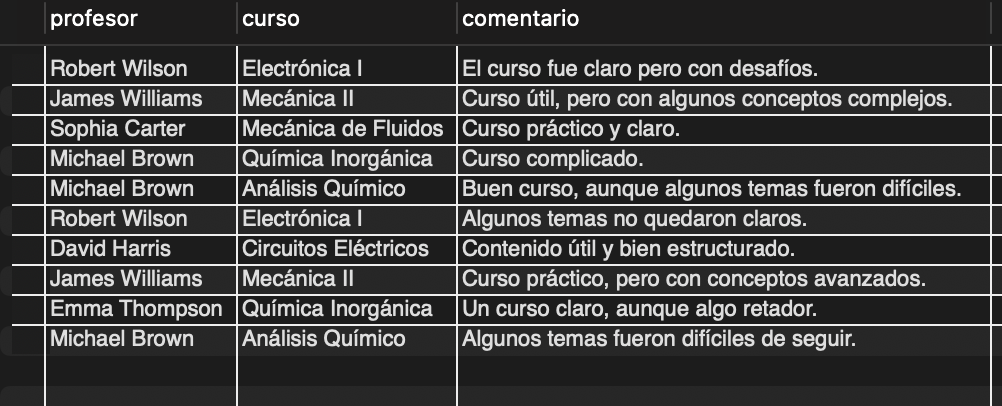 profesor curso comentario
Robert Wilson Electrónica I El curso fue claro pero con desafíos.
James Williams Mecánica II Curso útil, pero con algunos conceptos complejos.
Sophia Carter Mecánica de Fluidos Curso práctico y claro.
Michael Brown Química Inorgánica Curso complicado.
Michael Brown Análisis Químico Buen curso, aunque algunos temas fueron difíciles.
Robert Wilson Electrónica I Algunos temas no quedaron claros.
David Harris Circuitos Eléctricos Contenido útil y bien estructurado.
James Williams Mecánica II Curso práctico, pero con conceptos avanzados.
Emma Thompson Química Inorgánica Un curso claro, aunque algo retador.
Michael Brown Análisis Químico Algunos temas fueron difíciles de seguir.